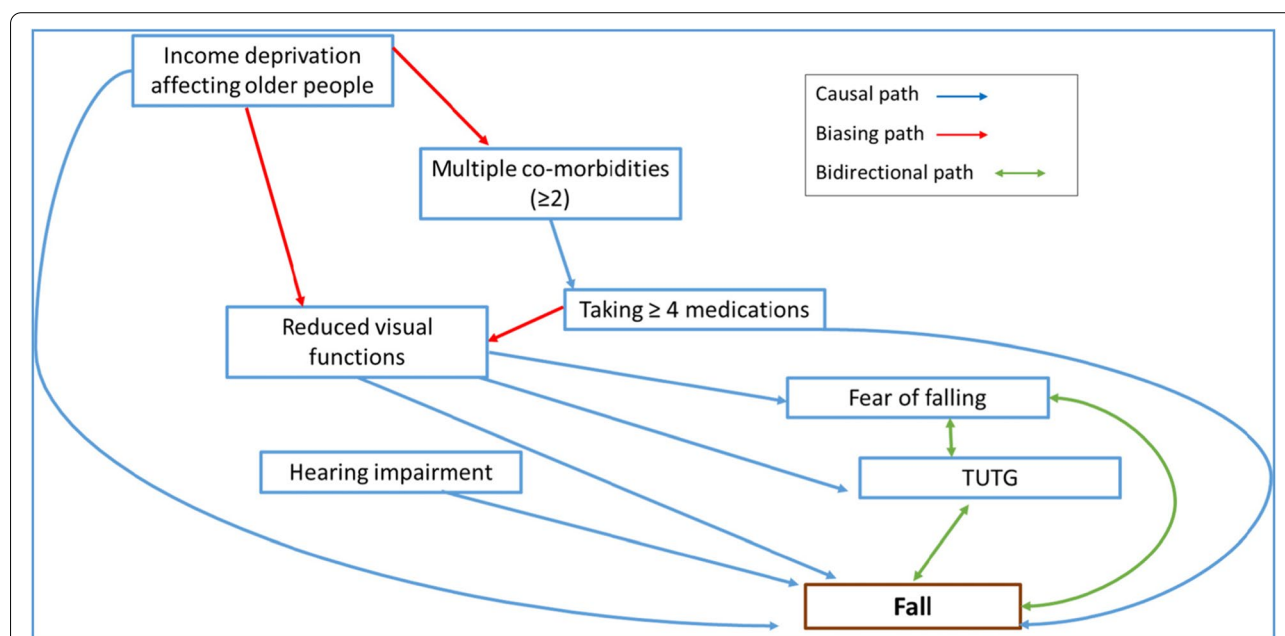 Income deprivation
affecting older people
Causal path
Biasing path
Bidirectional path
Multiple co-morbidities
(≥2)
Taking ≥ 4 medications
Reduced visual
functions
Fear of falling
Hearing impairment
TUTG
Fall